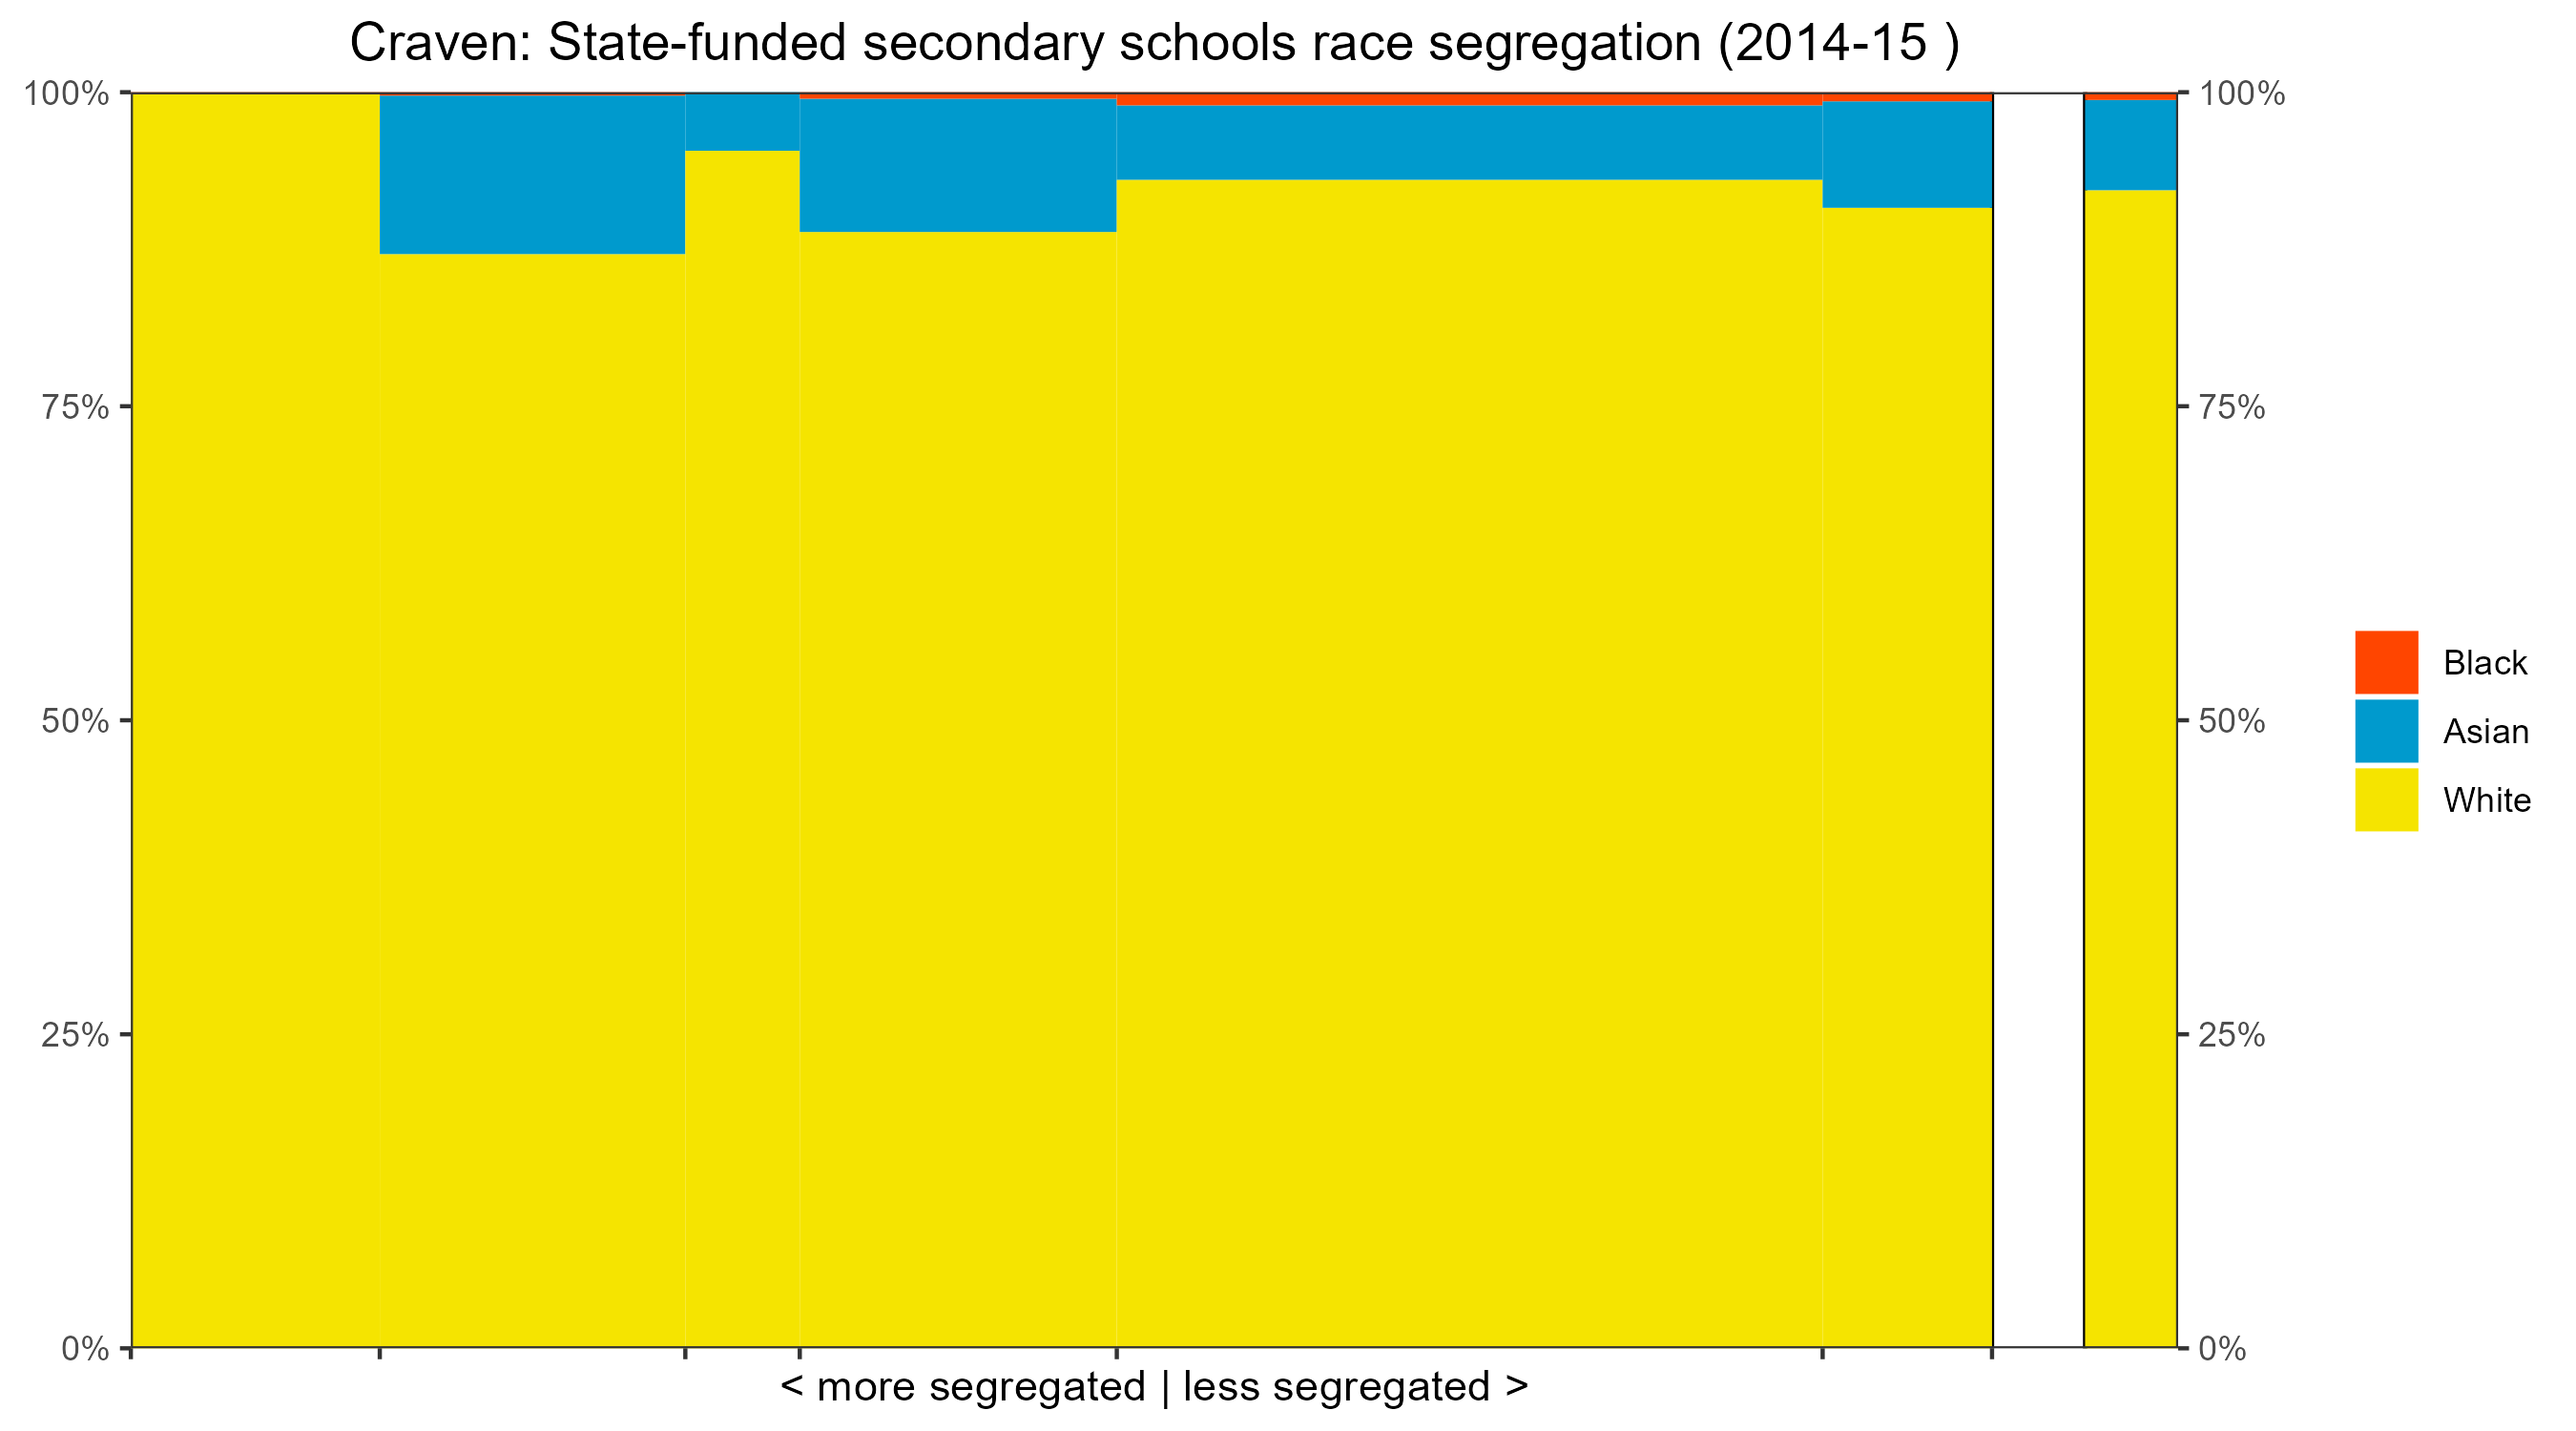 Craven: State-funded secondary schools race segregation (2014-15 )
100%
75%
50%
25%
0%
100%
75%
50%
25%
0%
< more segregated | less segregated >
Black
Asian
White